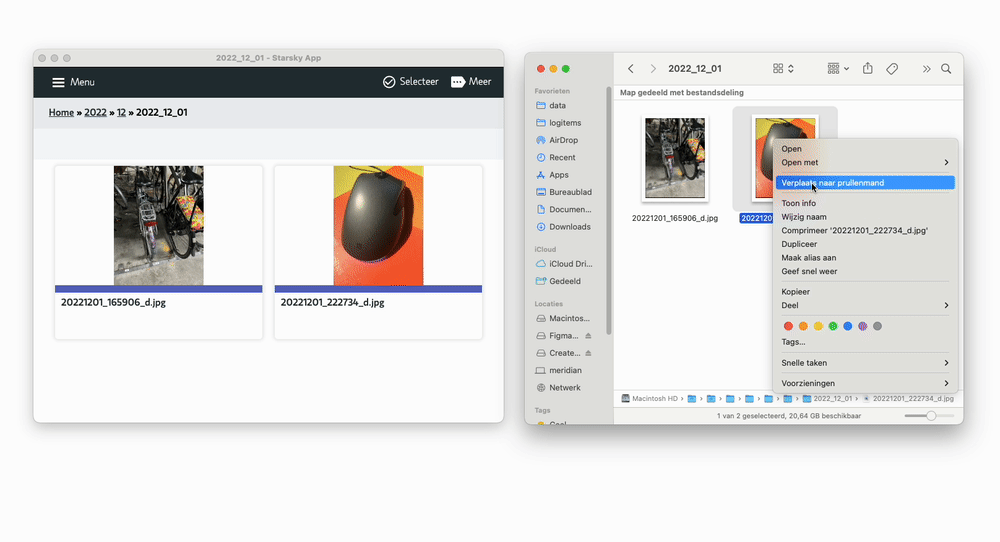 2022_12_01 - Starsky App
Menu
Selecteer
Meer
Home » 2022 » 12 » 2022_12_01
20221201_165906_d.jpg
20221201_222734_d.jpg
2022_12_01
Favorieten
data
logitems
AirDrop
Recent
Apps
Bureaublad
Documen...
Downloads
iCloud
iCloud Dri...
Gedeeld
Locaties
Macintos...
Figma...
Create...
meridian
Netwerk
Tags
Map gedeeld met bestandsdeling
20221201_165906_d.jpg
Open
Open met
Verplaats naar prullenmand
Toon info
Wijzig naam
Comprimeer '20221201_222734_d.jpg'
Dupliceer
Maak alias aan
Geef snel weer
Kopieer
Deel
Tags...
Snelle taken
Voorzieningen
Macintosh HD
2022_12_01
20221201_222734_d.jpg
1 van 2 geselecteerd, 20,64 GB beschikbaar